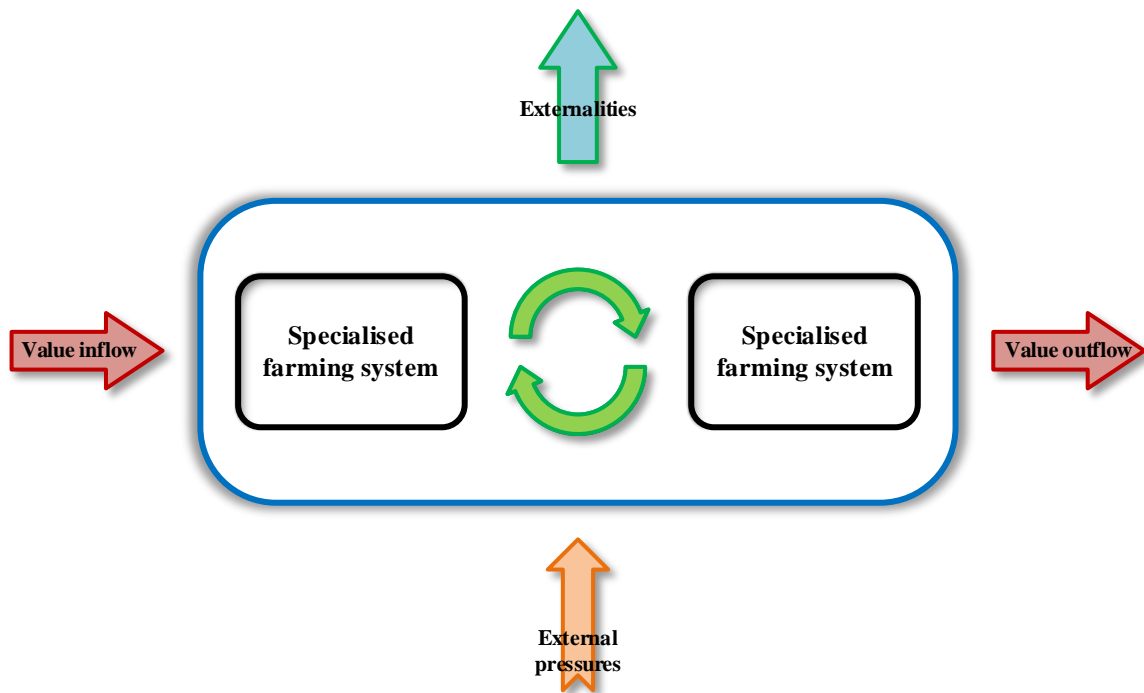 Externalities
Value inflow
Specialised
farming system
Specialised
farming system
Value outflow
External
pressures